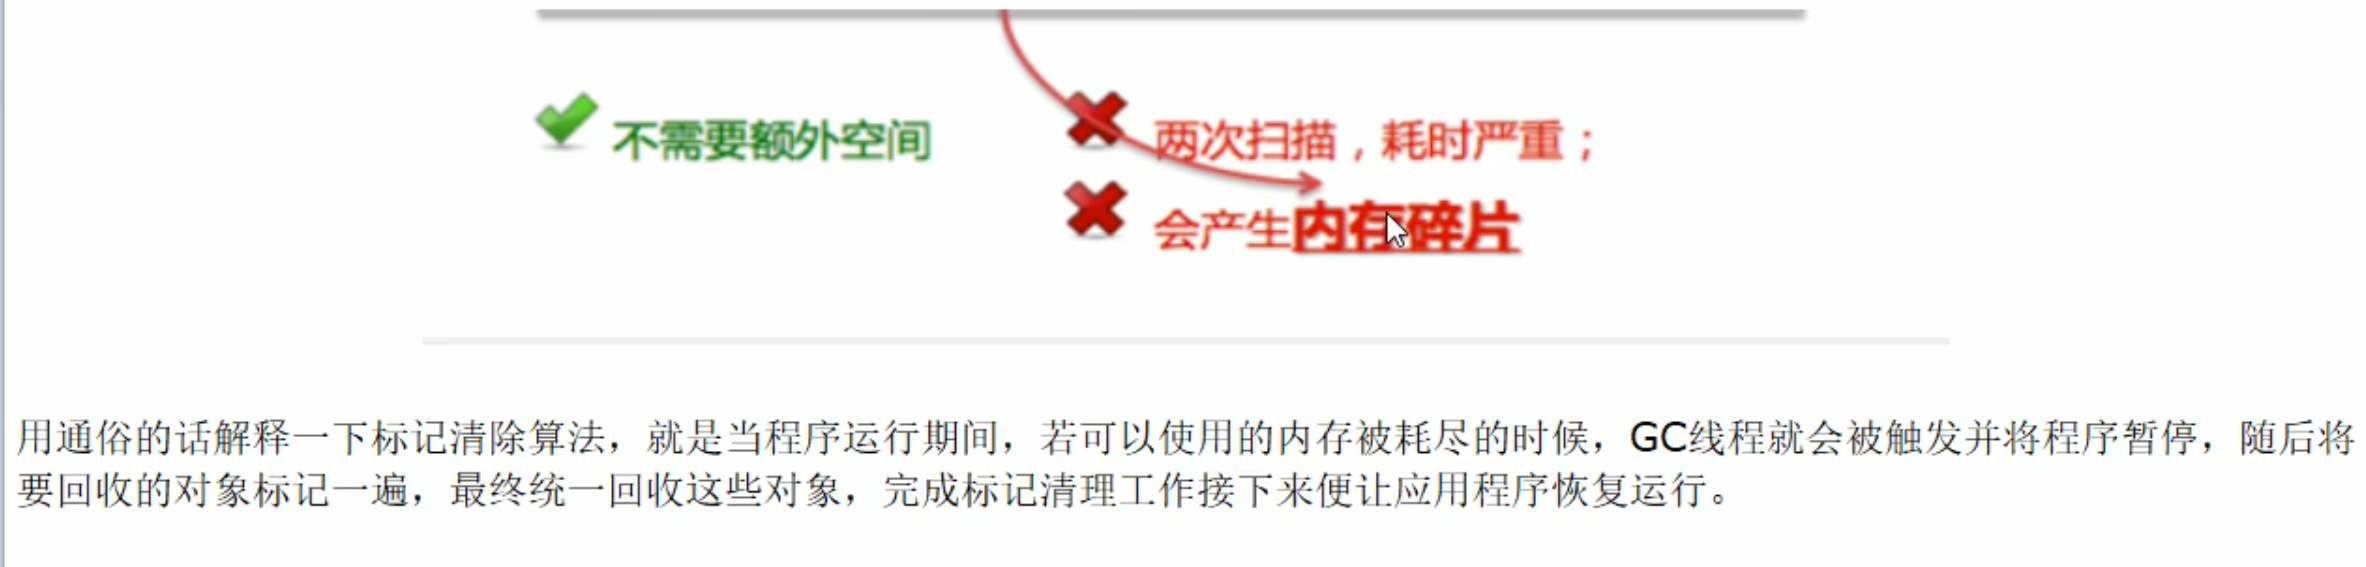 不需要额外空间
两次扫描，耗时严重；
会产生内存碎片
用通俗的话解释一下标记清除算法，就是当程序运行期间，若可以使用的内存被耗尽的时候，GC线程就会被触发并将程序暂停，随后将
要回收的对象标记一遍，最终统一回收这些对象，完成标记清理工作接下来便让应用程序恢复运行。